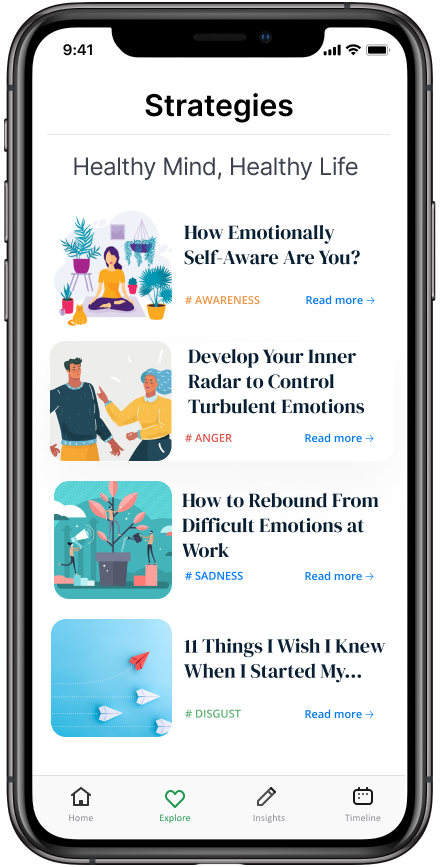 9:41
Strategies
Healthy Mind, Healthy Life
How Emotionally
Self-Aware Are You?
# AWARENESS
Read more →
Develop Your Inner
Radar to Control
Turbulent Emotions
# ANGER
Read more →
How to Rebound From
Difficult Emotions at
Work
# SADNESS
Read more →
11 Things I Wish I Knew
When I Started My...
# DISGUST
Read more →
Home
Explore
Insights
Timeline